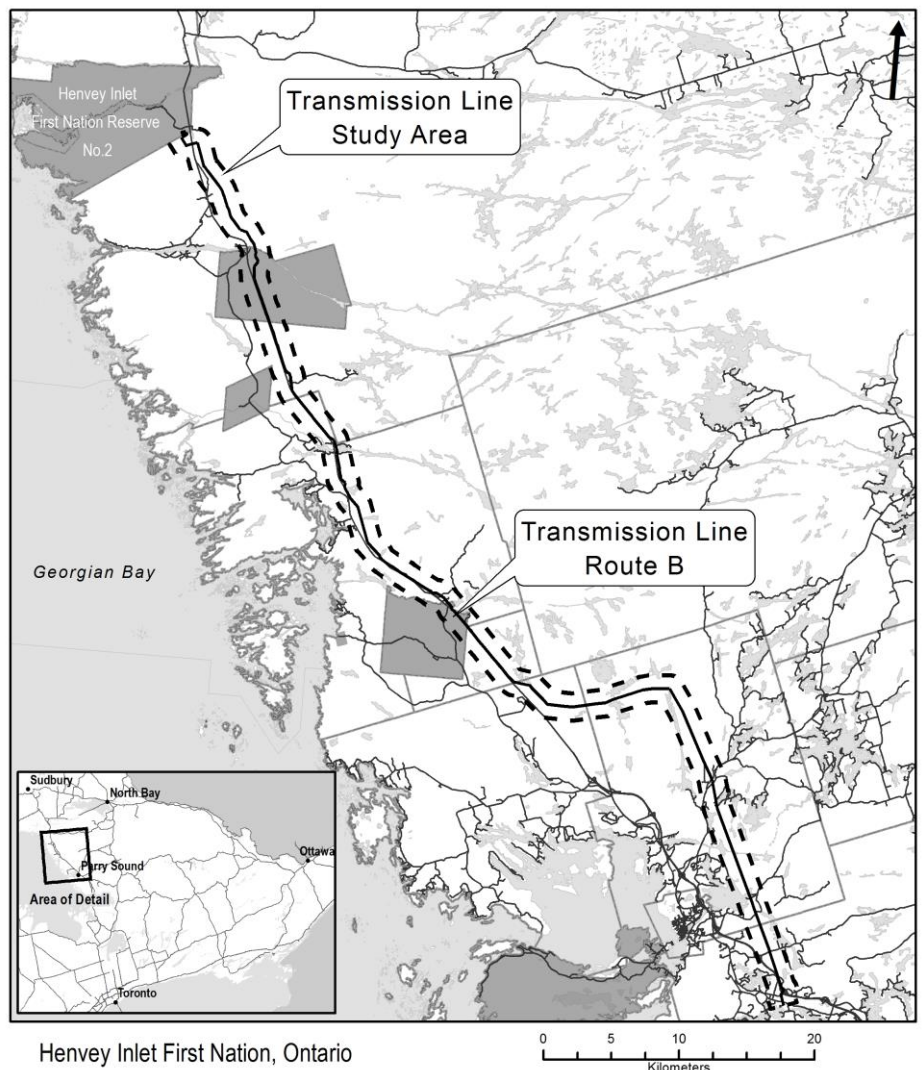 Henvey Inlet
First Nation Reserve
No.2
Transmission Line
Study Area
Transmission Line
Route B
Georgian Bay
Sudbury
North Bay
Ottawa
Parry Sound
Area of Detail
Toronto
Henvey Inlet First Nation, Ontario
0 5 10 15 20
Kilometers